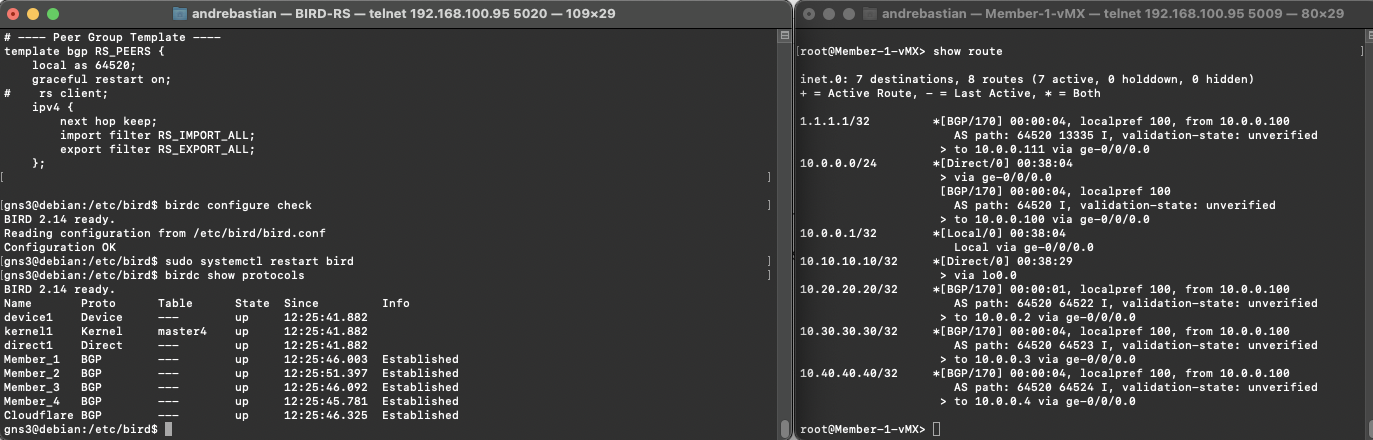 andrebastian — BIRD-RS — telnet 192.168.100.95 5020 — 109×29
# ---- Peer Group Template ----
template bgp RS_PEERS {
    local as 64520;
    graceful restart on;
#    rs client;
    ipv4 {
        next hop keep;
        import filter RS_IMPORT_ALL;
        export filter RS_EXPORT_ALL;
    };
[ ]
[gns3@debian:/etc/bird$ birdc configure check ]
BIRD 2.14 ready.
Reading configuration from /etc/bird/bird.conf
Configuration OK
[gns3@debian:/etc/bird$ sudo systemctl restart bird ]
[gns3@debian:/etc/bird$ birdc show protocols ]
BIRD 2.14 ready.
Name       Proto      Table      State  Since         Info
device1    Device     ---        up     12:25:41.882
kernel1    Kernel     master4    up     12:25:41.882
direct1    Direct     ---        up     12:25:41.882
Member_1   BGP        ---        up     12:25:46.003  Established
Member_2   BGP        ---        up     12:25:51.397  Established
Member_3   BGP        ---        up     12:25:46.092  Established
Member_4   BGP        ---        up     12:25:45.781  Established
Cloudflare BGP        ---        up     12:25:46.325  Established
gns3@debian:/etc/bird$
andrebastian — Member-1-vMX — telnet 192.168.100.95 5009 — 80×29
[root@Member-1-vMX> show route ]
inet.0: 7 destinations, 8 routes (7 active, 0 holddown, 0 hidden)
+ = Active Route, - = Last Active, * = Both
1.1.1.1/32         *[BGP/170] 00:00:04, localpref 100, from 10.0.0.100
                      AS path: 64520 13335 I, validation-state: unverified
                    > to 10.0.0.111 via ge-0/0/0.0
10.0.0.0/24        *[Direct/0] 00:38:04
                    > via ge-0/0/0.0
                    [BGP/170] 00:00:04, localpref 100
                      AS path: 64520 I, validation-state: unverified
                    > to 10.0.0.100 via ge-0/0/0.0
10.0.0.1/32        *[Local/0] 00:38:04
                      Local via ge-0/0/0.0
10.10.10.10/32     *[Direct/0] 00:38:29
                    > via lo0.0
10.20.20.20/32     *[BGP/170] 00:00:01, localpref 100, from 10.0.0.100
                      AS path: 64520 64522 I, validation-state: unverified
                    > to 10.0.0.2 via ge-0/0/0.0
10.30.30.30/32     *[BGP/170] 00:00:04, localpref 100, from 10.0.0.100
                      AS path: 64520 64523 I, validation-state: unverified
                    > to 10.0.0.3 via ge-0/0/0.0
10.40.40.40/32     *[BGP/170] 00:00:04, localpref 100, from 10.0.0.100
                      AS path: 64520 64524 I, validation-state: unverified
                    > to 10.0.0.4 via ge-0/0/0.0
root@Member-1-vMX>